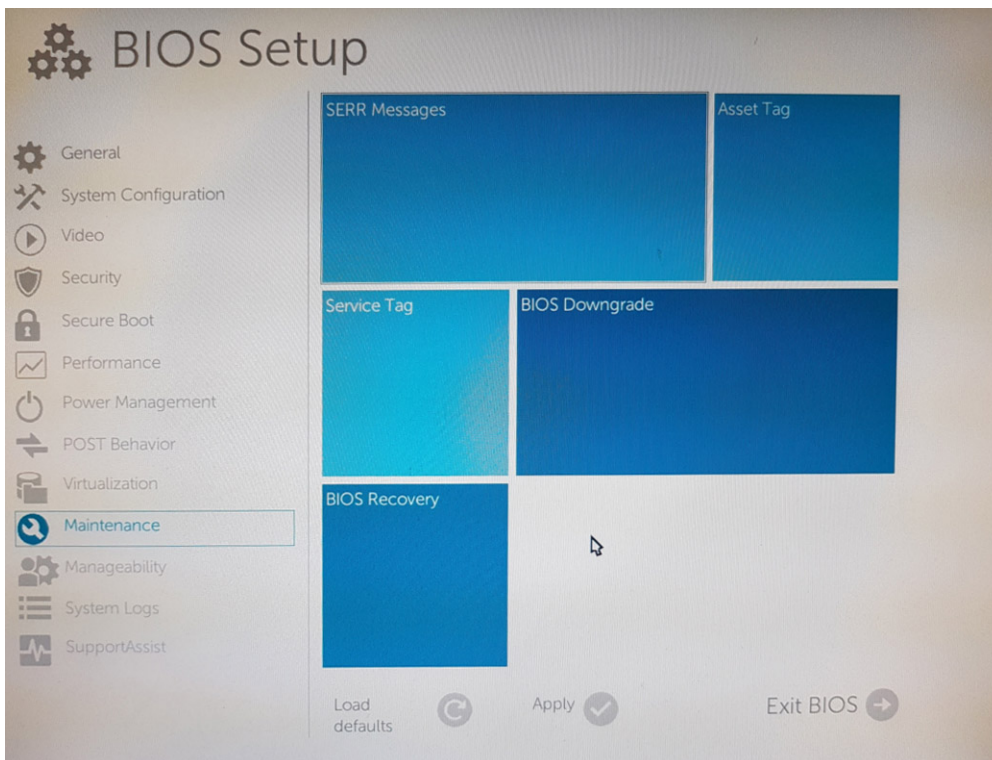 BIOS Setup
General
System Configuration
Video
Security
Secure Boot
Performance
Power Management
POST Behavior
Virtualization
Maintenance
Manageability
System Logs
SupportAssist
SERR Messages
Asset Tag
Service Tag
BIOS Downgrade
BIOS Recovery
Load
defaults
Apply
Exit BIOS